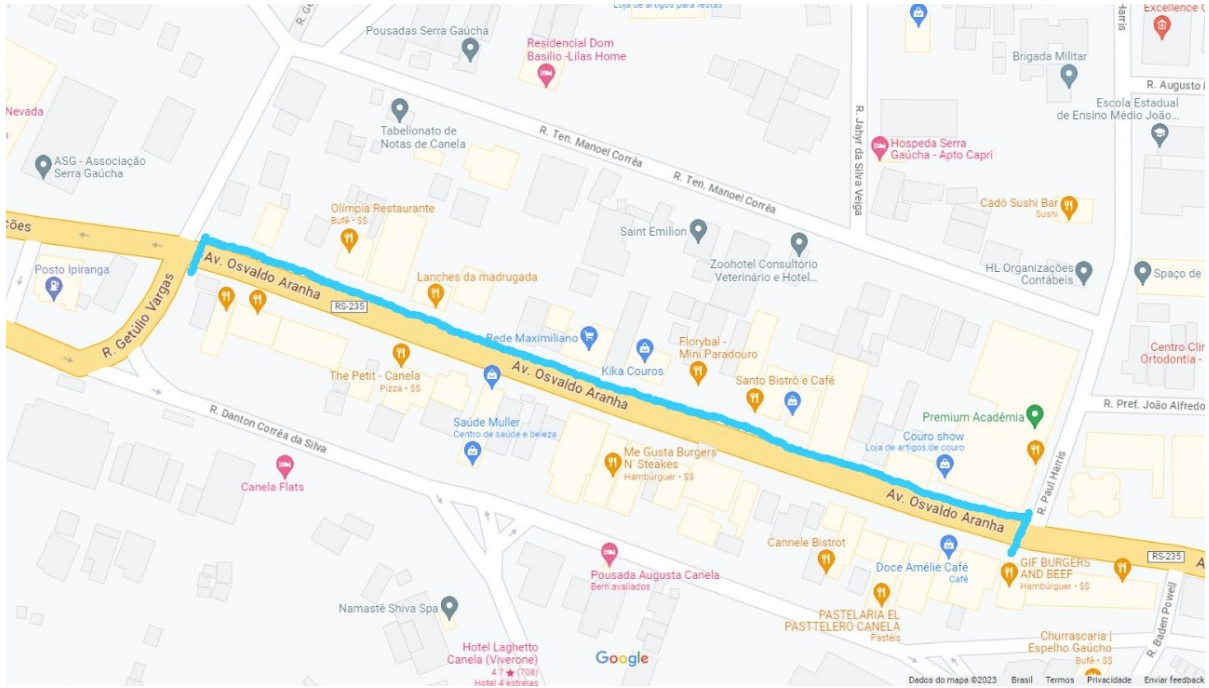 R. Ge
Loja de artigos para festas
Harris
Excellence C
Pousadas Serra Gaúcha
Residencial Dom
Basilio -Lilas Home
Brigada Militar
R. Augusto
Nevada
Tabelionato de
Notas de Canela
R. Ten. Manoel Corrêa
R. Jahyr da Silva Veiga
Escola Estadual
de Ensino Médio João...
ASG - Associação
Serra Gaúcha
Hospeda Serra
Gaúcha - Apto Capri
R. Ten. Manoel Corrêa
Cadô Sushi Bar
Sushi
Olímpia Restaurante
Bufê • $$
ções
Saint Emilion
Posto Ipiranga
Av. Osvaldo Aranha
Lanches da madrugada
Zoohotel Consultório
Veterinário e Hotel...
HL Organizações
Contábeis
Spaço de
RS-235
R. Getúlio Vargas
Rede Maximiliano
Florybal -
Mini Paradouro
Kika Couros
Centro Clin
Ortodontia -
The Petit - Canela
Pizza • $$
Av. Osvaldo Aranha
Santo Bistrô e Café
R. Pref. João Alfredo
Premium Acadêmia
R. Danton Corrêa da Silva
Saúde Muller
Centro de saúde e beleza
Couro show
Loja de artigos de couro
Me Gusta Burgers
N' Steakes
Hambúrguer • $$
R. Paul Harris
Canela Flats
Av. Osvaldo Aranha
Cannele Bistrot
RS-235
A
Doce Amélie Café
Café
GIF BURGERS
AND BEEF
Hambúrguer • $$
Pousada Augusta Canela
Bem avaliados
Namastê Shiva Spa
PASTELARIA EL
PASTTELERO CANELA
Pastéis
R. Baden Powell
Churrascaria |
Espelho Gaúcho
Bufê • $$
Hotel Laghetto
Canela (Viverone)
4.7 ★ (708)
Hotel 4 estrelas
Google
Dados do mapa ©2023 Brasil Termos Privacidade Enviar feedback